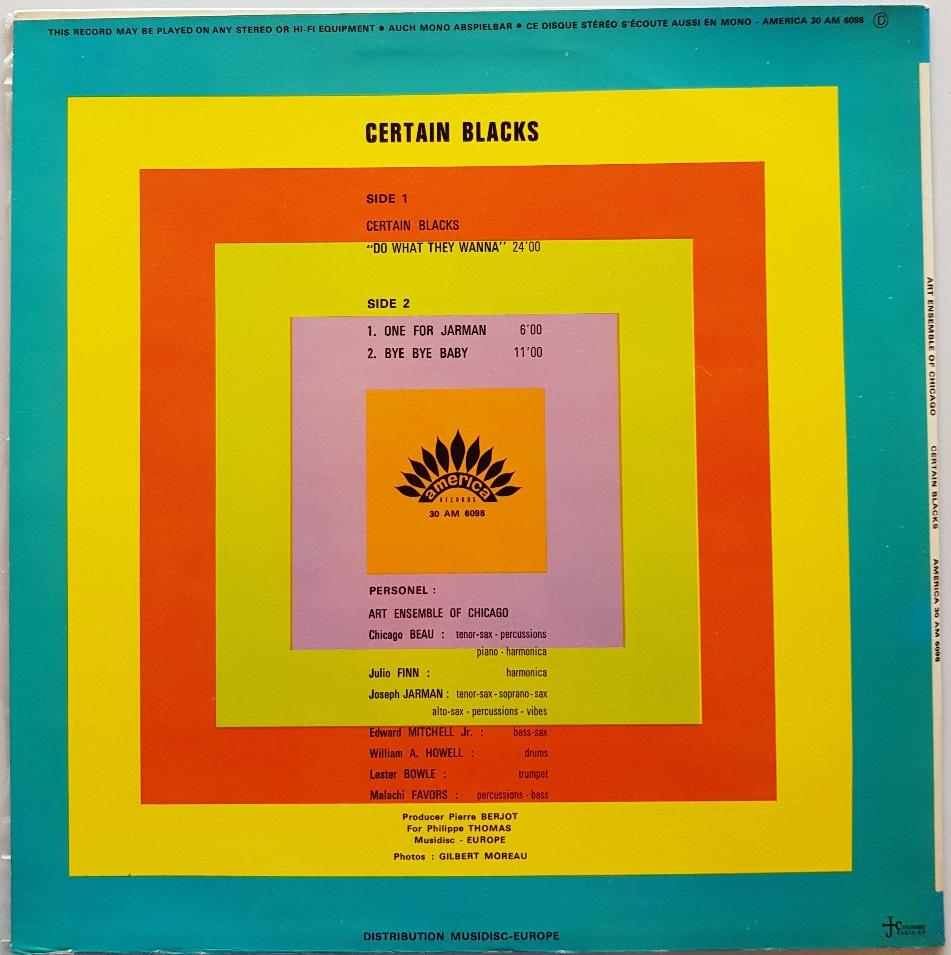 THIS RECORD MAY BE PLAYED ON ANY STEREO OR HI-FI EQUIPMENT ● AUCH MONO ABSPIELBAR ● CE DISQUE STÉRÉO S'ÉCOUTE AUSSI EN MONO - AMERICA 30 AM 6098 D
CERTAIN BLACKS
SIDE 1
CERTAIN BLACKS
"DO WHAT THEY WANNA" 24'00
SIDE 2
1. ONE FOR JARMAN 6'00
2. BYE BYE BABY 11'00
america
RECORDS
30 AM 6098
PERSONEL :
ART ENSEMBLE OF CHICAGO
Chicago BEAU : tenor-sax - percussions
piano - harmonica
Julio FINN : harmonica
Joseph JARMAN : tenor-sax - soprano-sax
alto-sax - percussions - vibes
Edward MITCHELL Jr. : bass-sax
William A. HOWELL : drums
Lester BOWLE : trumpet
Malachi FAVORS : percussions - bass
Producer Pierre BERJOT
For Philippe THOMAS
Musidisc - EUROPE
Photos : GILBERT MOREAU
DISTRIBUTION MUSIDISC-EUROPE
ART ENSEMBLE OF CHICAGO CERTAIN BLACKS AMERICA 30 AM 6098